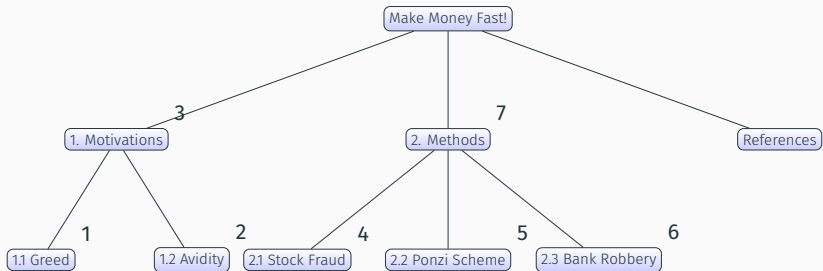 Make Money Fast!
3
7
1. Motivations
2. Methods
References
1
2
4
5
6
1.1 Greed
1.2 Avidity
2.1 Stock Fraud
2.2 Ponzi Scheme
2.3 Bank Robbery